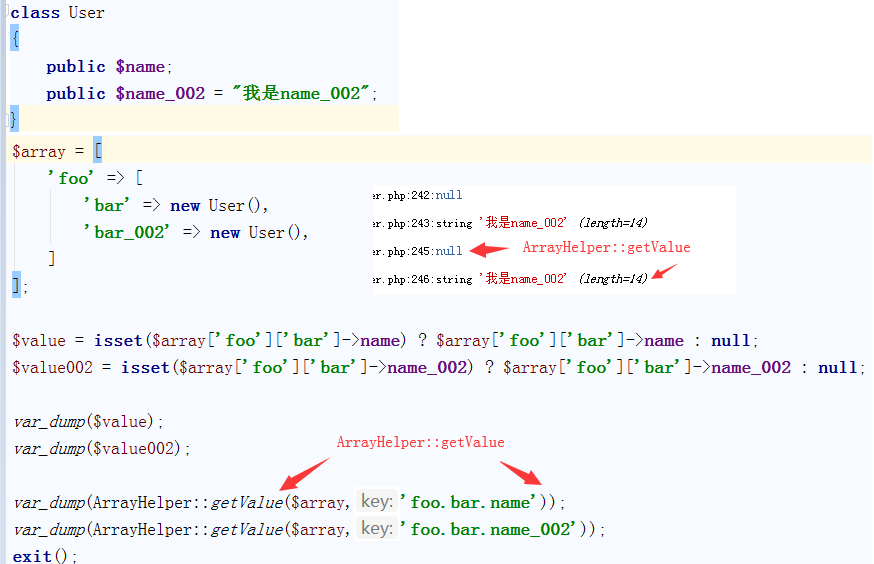 class User
{
public $name;
public $name_002 = "我是name_002";
}
$array = [
'foo' => [
'bar' => new User(),
'bar_002' => new User(),
]
];
er.php:242:null
er.php:243:string '我是name_002' (length=14)
er.php:245:null
ArrayHelper::getValue
er.php:246:string '我是name_002' (length=14)
$value = isset($array['foo']['bar']->name) ? $array['foo']['bar']->name : null;
$value002 = isset($array['foo']['bar']->name_002) ? $array['foo']['bar']->name_002 : null;
var_dump($value);
var_dump($value002);
ArrayHelper::getValue
var_dump(ArrayHelper::getValue($array, key: 'foo.bar.name'));
var_dump(ArrayHelper::getValue($array, key: 'foo.bar.name_002'));
exit();